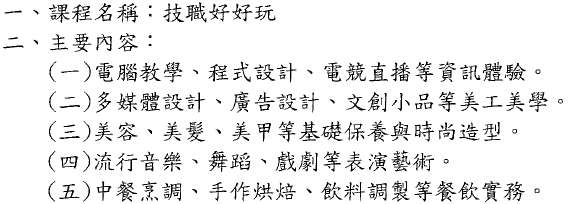 一、課程名稱：技職好好玩
二、主要內容：
(一)電腦教學、程式設計、電競直播等資訊體驗。
(二)多媒體設計、廣告設計、文創小品等美工美學。
(三)美容、美髮、美甲等基礎保養與時尚造型。
(四)流行音樂、舞蹈、戲劇等表演藝術。
(五)中餐烹調、手作烘焙、飲料調製等餐飲實務。